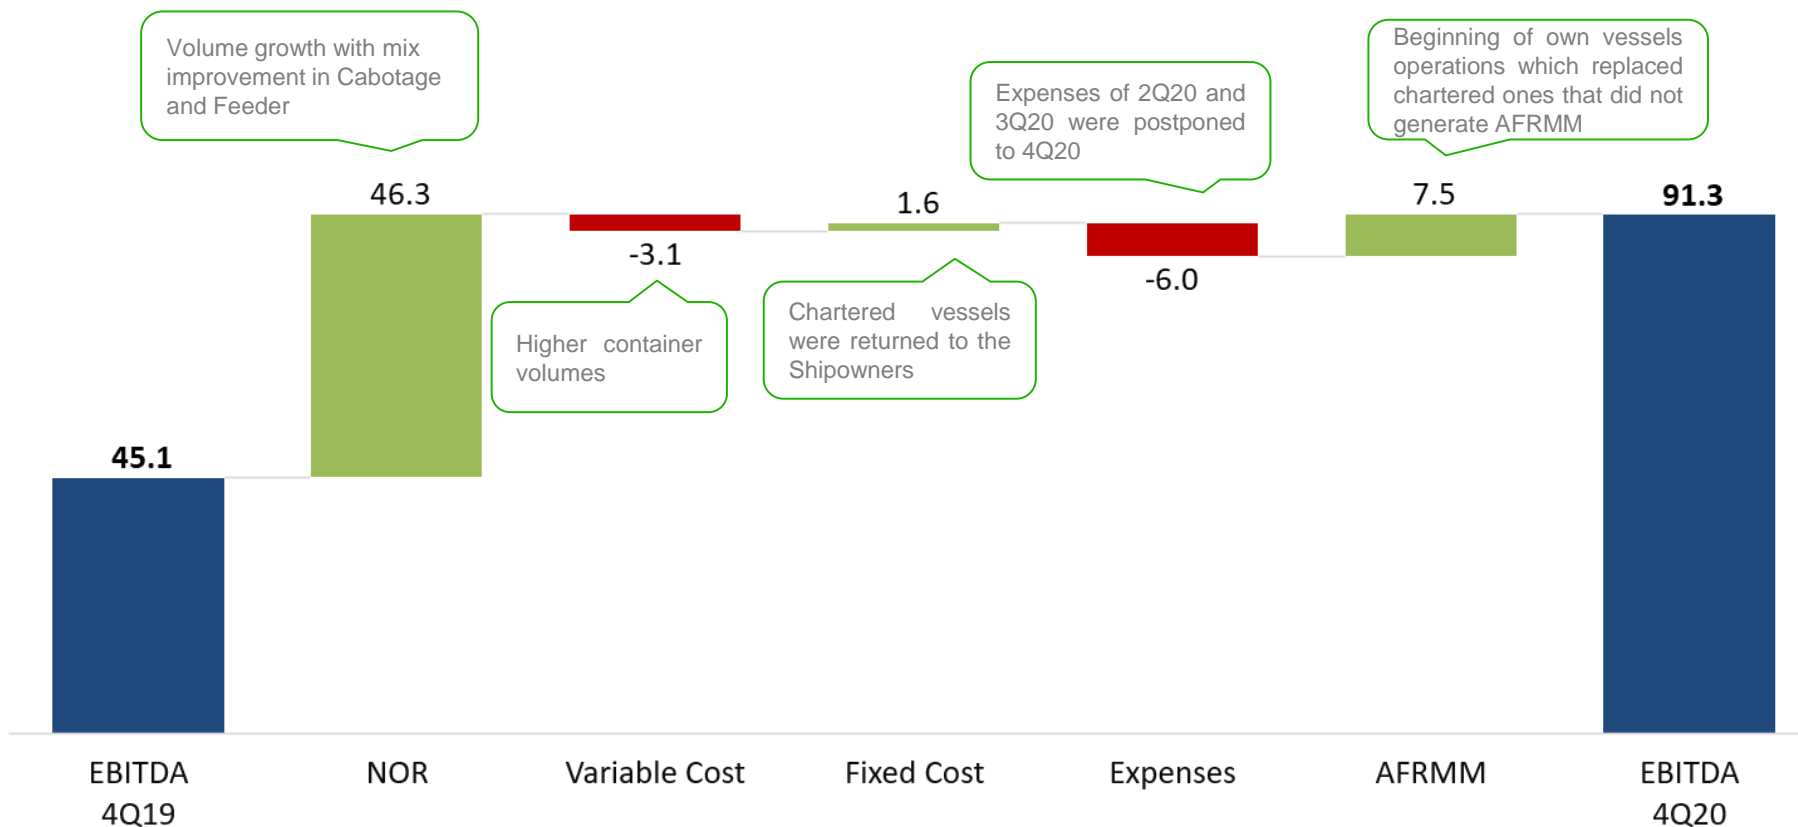 Volume growth with mix
improvement in Cabotage
and Feeder
Expenses of 2Q20 and
3Q20 were postponed
to 4Q20
Beginning of own vessels
operations which replaced
chartered ones that did not
generate AFRMM
46.3
1.6
7.5
91.3
-3.1
-6.0
Higher container
volumes
Chartered vessels
were returned to the
Shipowners
45.1
EBITDA
4Q19
NOR
Variable Cost
Fixed Cost
Expenses
AFRMM
EBITDA
4Q20